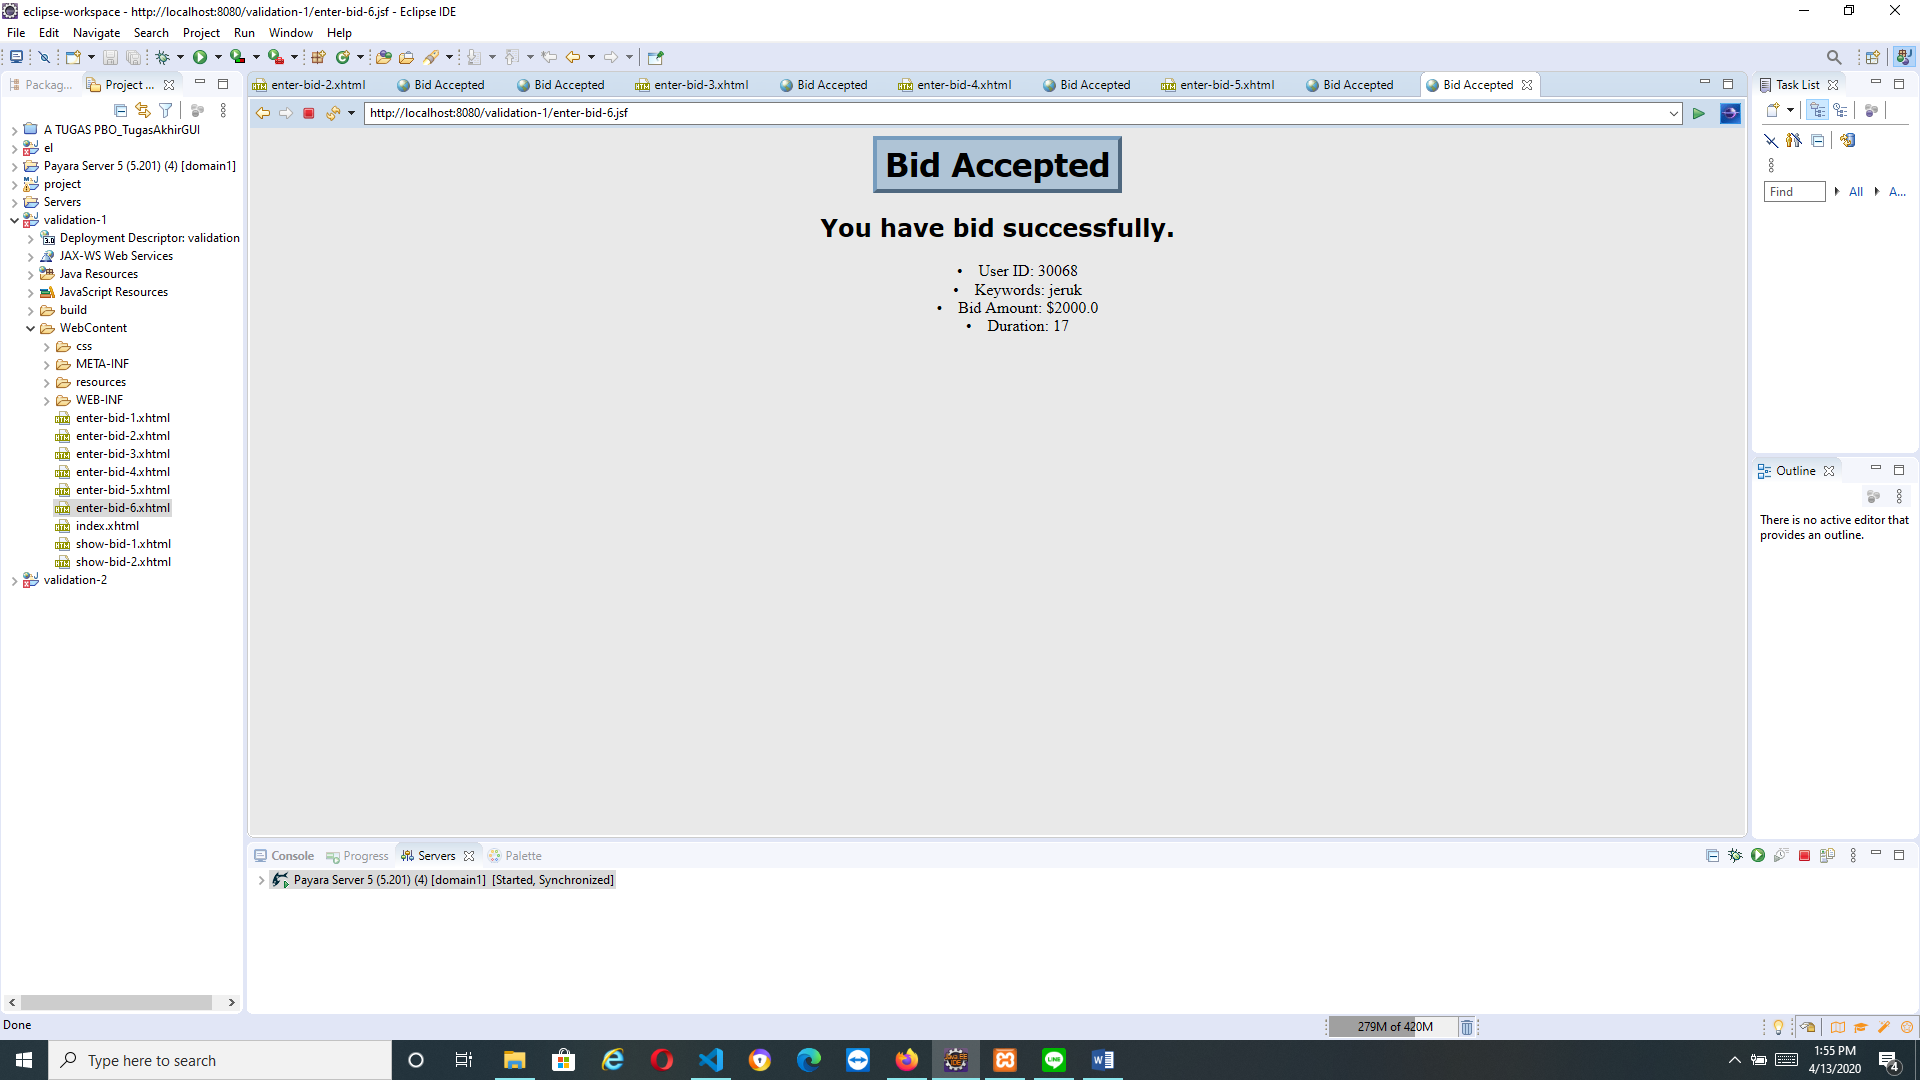 eclipse-workspace - http://localhost:8080/validation-1/enter-bid-6.jsf - Eclipse IDE
File Edit Navigate Search Project Run Window Help
Packag... Project ...
A TUGAS PBO_TugasAkhirGUI
el
Payara Server 5 (5.201) (4) [domain1]
project
Servers
validation-1
Deployment Descriptor: validation
JAX-WS Web Services
Java Resources
JavaScript Resources
build
WebContent
css
META-INF
resources
WEB-INF
enter-bid-1.xhtml
enter-bid-2.xhtml
enter-bid-3.xhtml
enter-bid-4.xhtml
enter-bid-5.xhtml
enter-bid-6.xhtml
index.xhtml
show-bid-1.xhtml
show-bid-2.xhtml
validation-2
enter-bid-2.xhtml Bid Accepted Bid Accepted enter-bid-3.xhtml Bid Accepted enter-bid-4.xhtml Bid Accepted enter-bid-5.xhtml Bid Accepted Bid Accepted
http://localhost:8080/validation-1/enter-bid-6.jsf
Bid Accepted
You have bid successfully.
• User ID: 30068
• Keywords: jeruk
• Bid Amount: $2000.0
• Duration: 17
Task List
Find All A...
Outline
There is no active editor that
provides an outline.
Console Progress Servers Palette
Payara Server 5 (5.201) (4) [domain1] [Started, Synchronized]
Done
279M of 420M
Type here to search
1:55 PM
4/13/2020
4